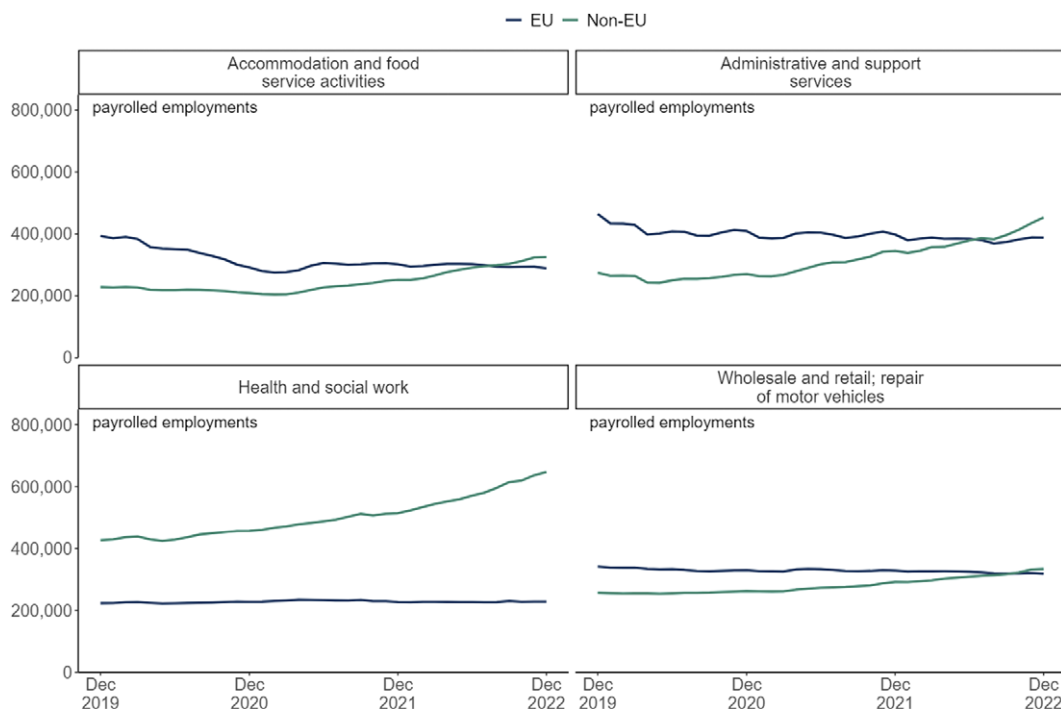 EU Non-EU
Accommodation and food
service activities
Administrative and support
services
payrolled employments
payrolled employments
800,000
600,000
400,000
200,000
0
Health and social work
Wholesale and retail; repair
of motor vehicles
payrolled employments
payrolled employments
800,000
600,000
400,000
200,000
0
Dec
2019
Dec
2020
Dec
2021
Dec
2022
Dec
2019
Dec
2020
Dec
2021
Dec
2022